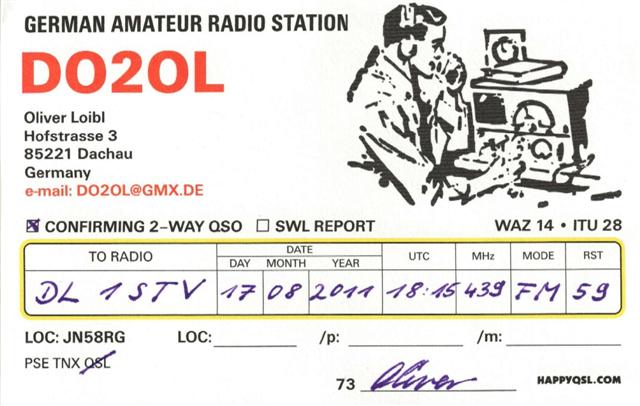 GERMAN AMATEUR RADIO STATION
DO2OL
Oliver Loibl
Hofstrasse 3
85221 Dachau
Germany
e-mail: DO2OL@GMX.DE
CONFIRMING 2-WAY QSO SWL REPORT WAZ 14 • ITU 28
TO RADIO DATE UTC MHz MODE RST
DAY MONTH YEAR
DL 1STV 17 08 2011 18:15 439 FM 59
LOC: JN58RG LOC: /p: /m:
PSE TNX QSL
73 Oliver HAPPYQSL.COM